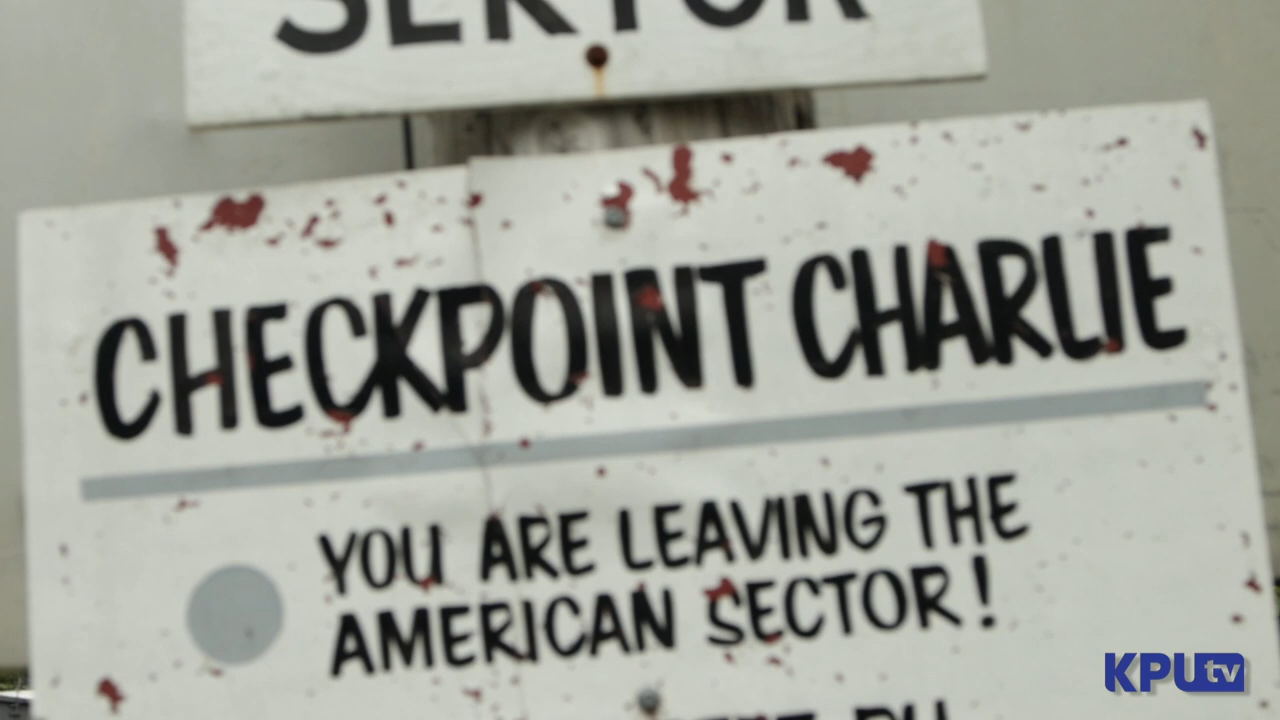 SEKTOR
CHECKPOINT CHARLIE
YOU ARE LEAVING THE
AMERICAN SECTOR!
KPUtv